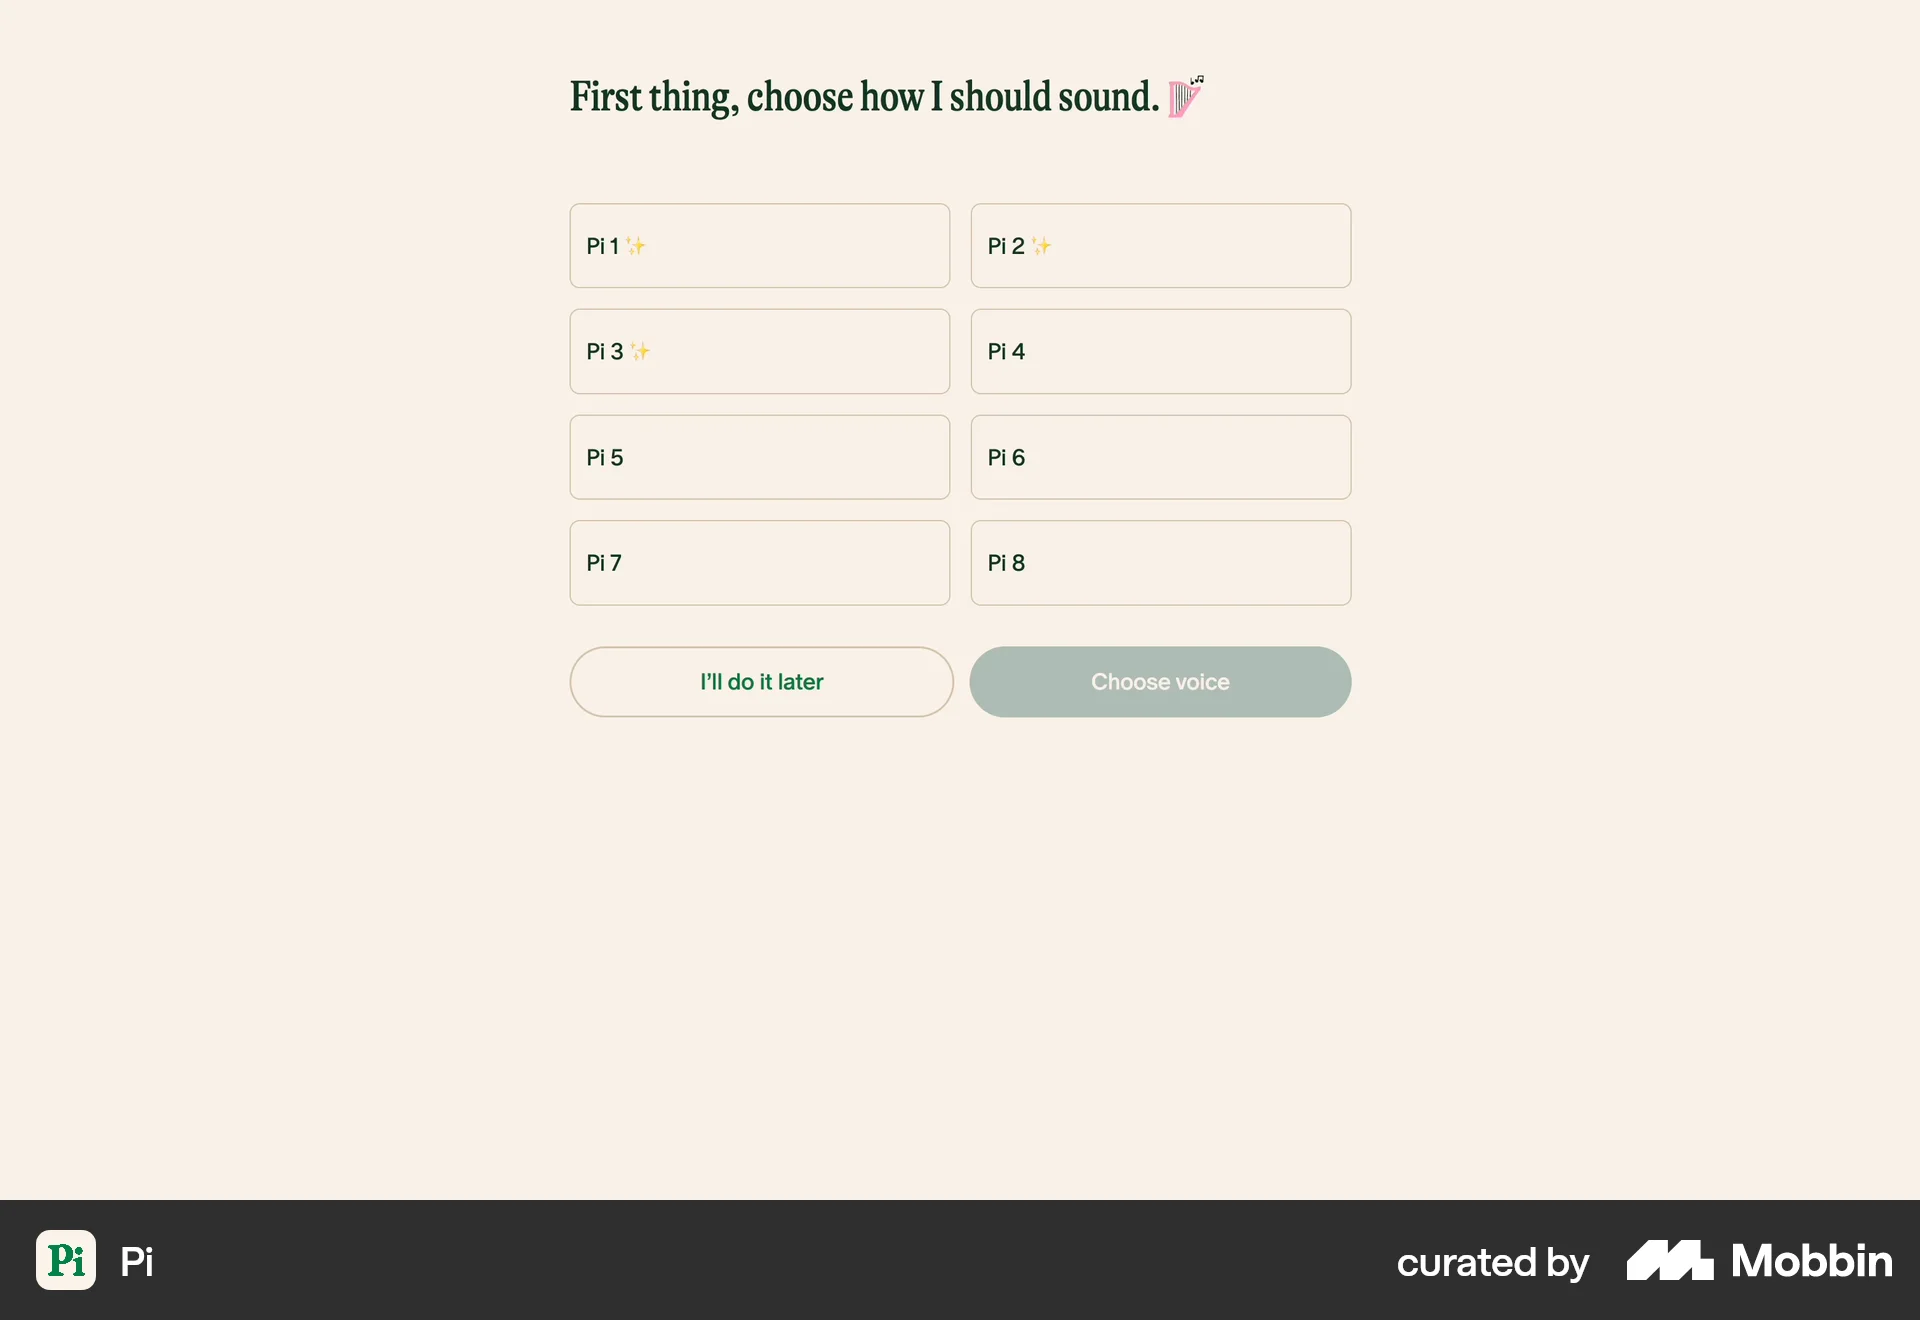 First thing, choose how I should sound.
Pi 1 ✨
Pi 2 ✨
Pi 3 ✨
Pi 4
Pi 5
Pi 6
Pi 7
Pi 8
I’ll do it later
Choose voice
Pi
Pi
curated by
Mobbin